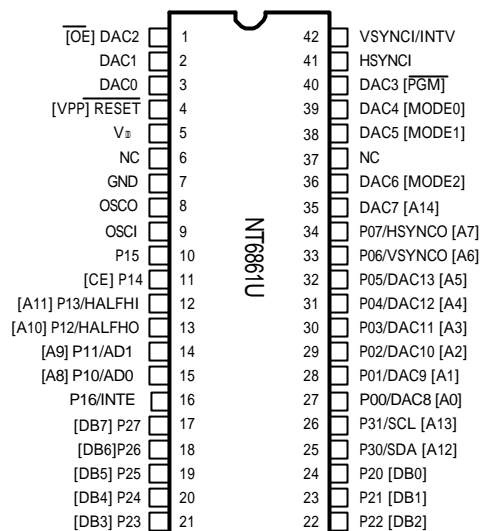 [OE] DAC2 1 42 VSYNCI/INTV
DAC1 2 41 HSYNCI
DAC0 3 40 DAC3 [PGM]
[VPP] RESET 4 39 DAC4 [MODE0]
V 5 38 DAC5 [MODE1]
NC 6 37 NC
GND 7 36 DAC6 [MODE2]
OSCO 8 35 DAC7 [A14]
OSCI 9 34 P07/HSYNCO [A7]
P15 10 33 P06/VSYNCO [A6]
[CE] P14 11 32 P05/DAC13 [A5]
[A11] P13/HALFHI 12 31 P04/DAC12 [A4]
[A10] P12/HALFHO 13 30 P03/DAC11 [A3]
[A9] P11/AD1 14 29 P02/DAC10 [A2]
[A8] P10/AD0 15 28 P01/DAC9 [A1]
P16/INTE 16 27 P00/DAC8 [A0]
[DB7] P27 17 26 P31/SCL [A13]
[DB6]P26 18 25 P30/SDA [A12]
[DB5] P25 19 24 P20 [DB0]
[DB4] P24 20 23 P21 [DB1]
[DB3] P23 21 22 P22 [DB2]
NT6861U